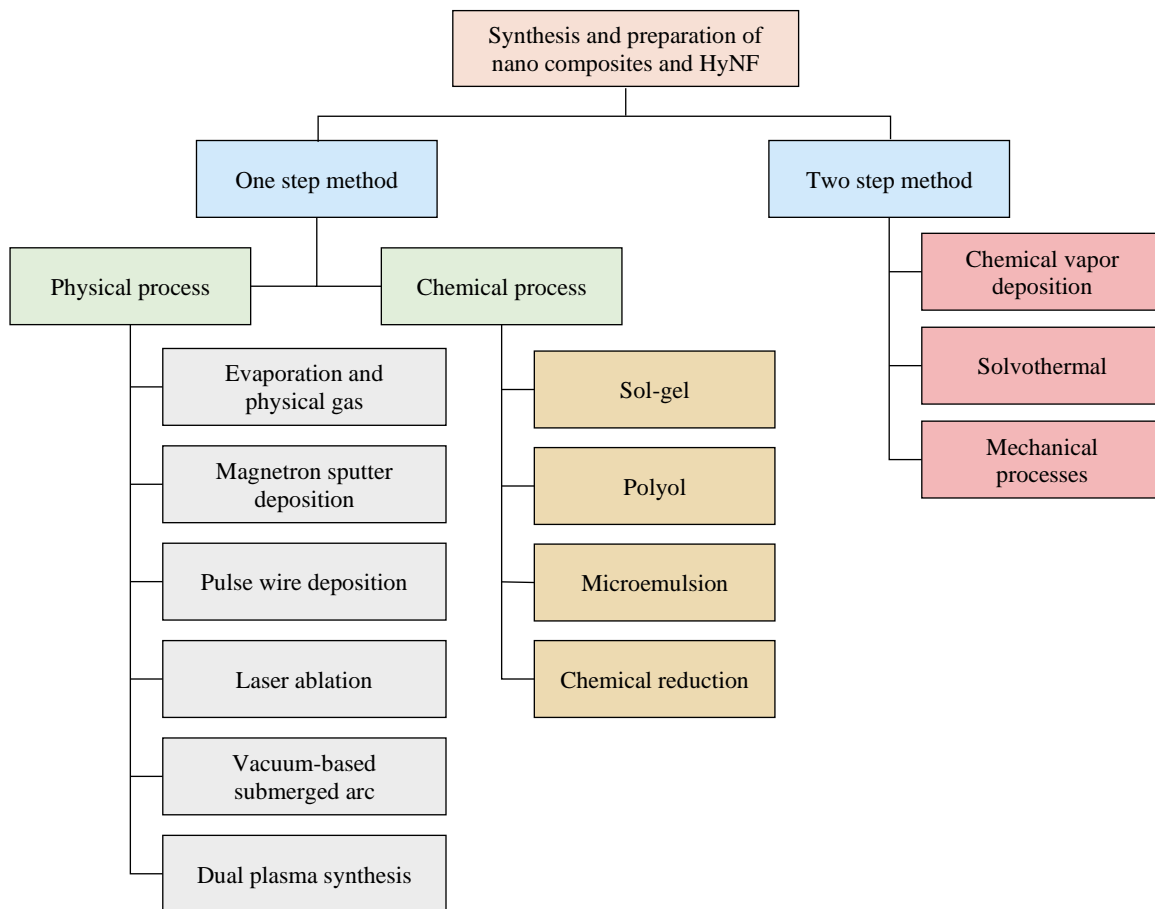 Synthesis and preparation of
nano composites and HyNF
One step method
Two step method
Physical process
Chemical process
Evaporation and
physical gas
Magnetron sputter
deposition
Pulse wire deposition
Laser ablation
Vacuum-based
submerged arc
Dual plasma synthesis
Sol-gel
Polyol
Microemulsion
Chemical reduction
Chemical vapor
deposition
Solvothermal
Mechanical
processes